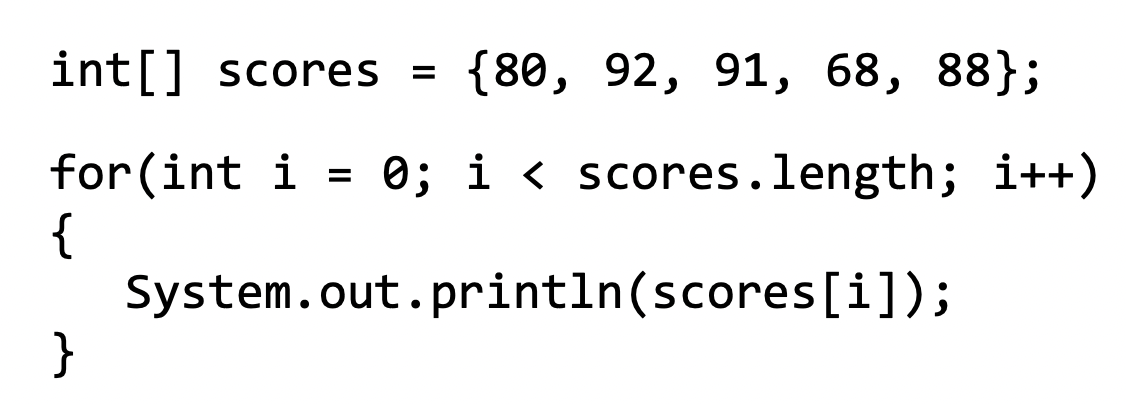 int[] scores = {80, 92, 91, 68, 88};
for(int i = 0; i < scores.length; i++)
{
   System.out.println(scores[i]);
}